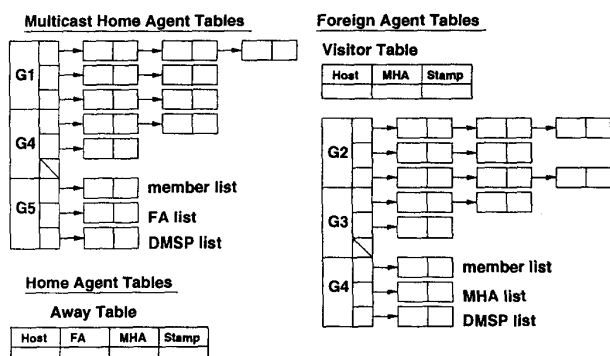 Multicast Home Agent Tables
G1
G4
G5
member list
FA list
DMSP list
Home Agent Tables
Away Table
Host FA MHA Stamp
Foreign Agent Tables
Visitor Table
Host MHA Stamp
G2
G3
G4
member list
MHA list
DMSP list